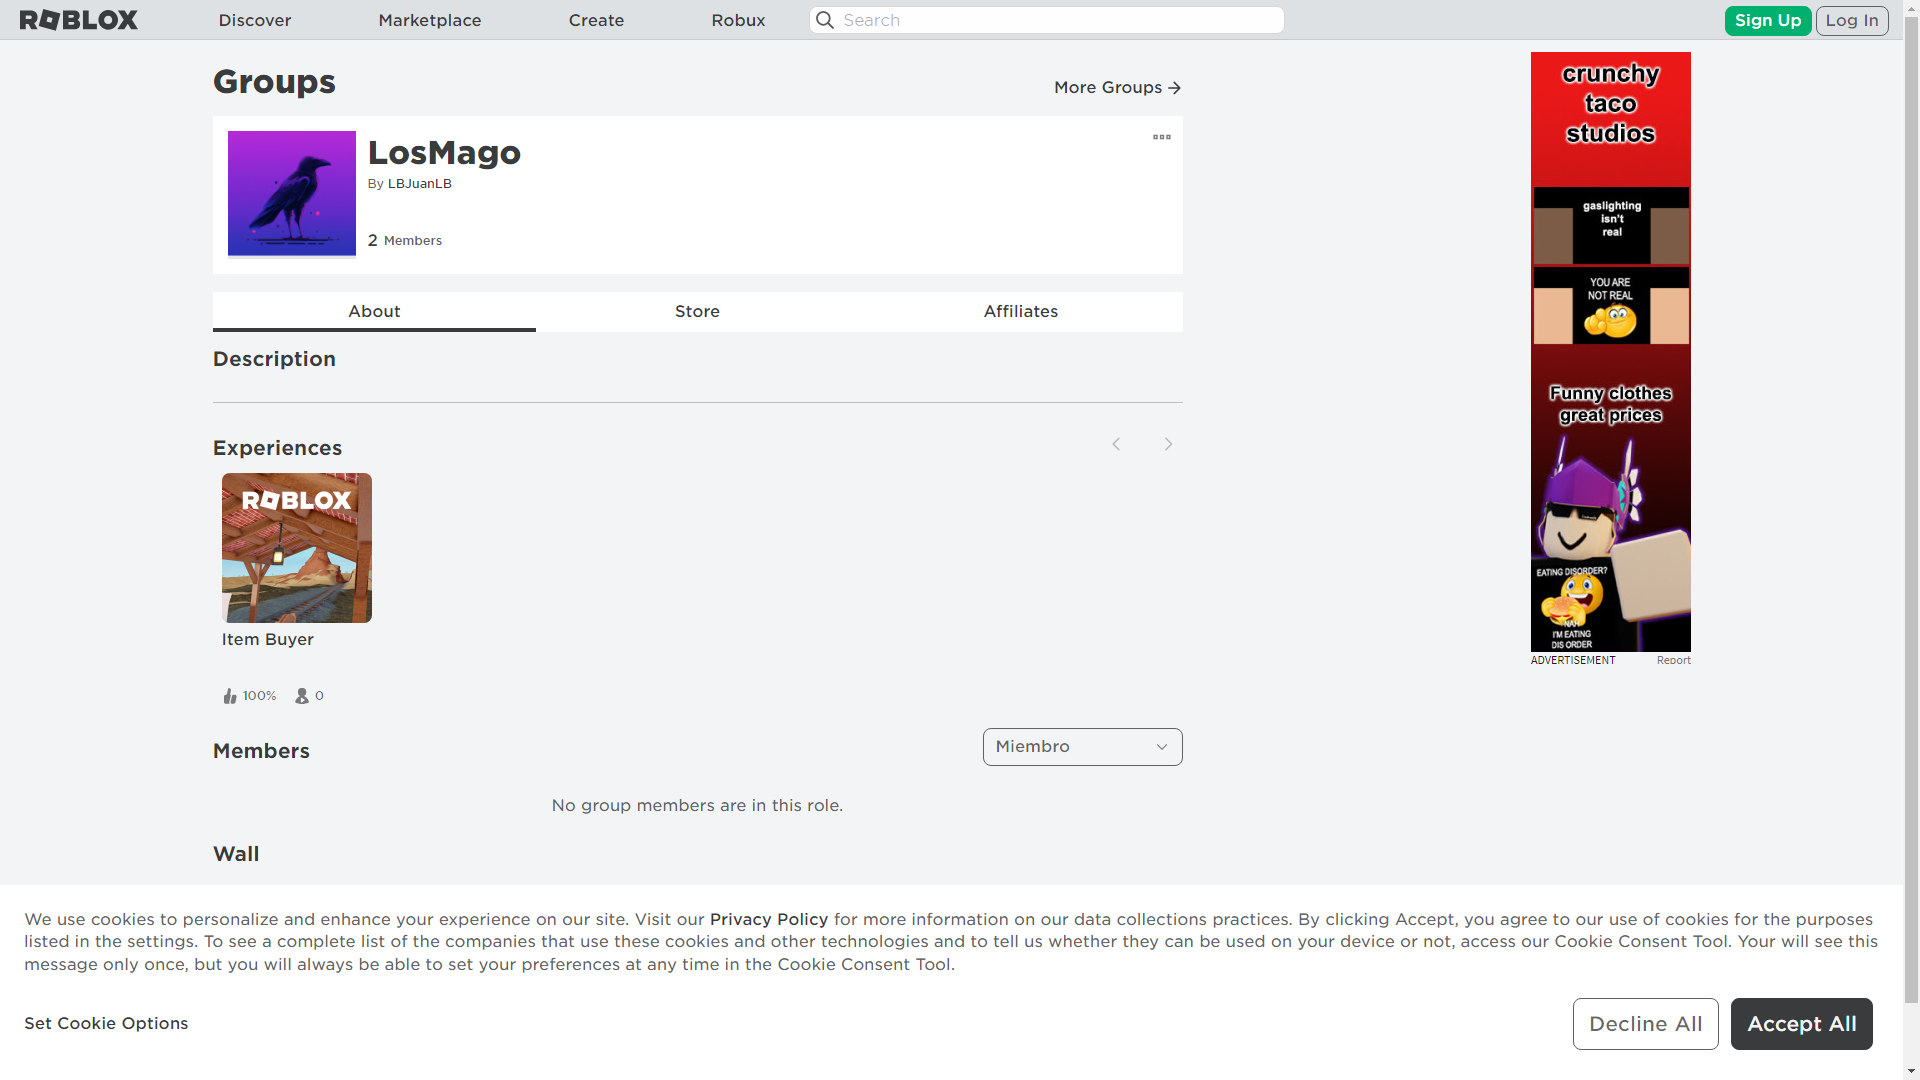 ROBLOX
Discover
Marketplace
Create
Robux
Search
Sign Up
Log In
Groups
More Groups
LosMago
By LBJuanLB
2 Members
About
Store
Affiliates
Description
Experiences
ROBLOX
Item Buyer
100%
0
Members
Miembro
No group members are in this role.
Wall
crunchy
taco
studios
gaslighting
isn't
real
YOU ARE
NOT REAL
Funny clothes
great prices
EATING DISORDER?
NAH
I'M EATING
DIS ORDER
ADVERTISEMENT
Report
We use cookies to personalize and enhance your experience on our site. Visit our Privacy Policy for more information on our data collections practices. By clicking Accept, you agree to our use of cookies for the purposes
listed in the settings. To see a complete list of the companies that use these cookies and other technologies and to tell us whether they can be used on your device or not, access our Cookie Consent Tool. Your will see this
message only once, but you will always be able to set your preferences at any time in the Cookie Consent Tool.
Set Cookie Options
Decline All
Accept All